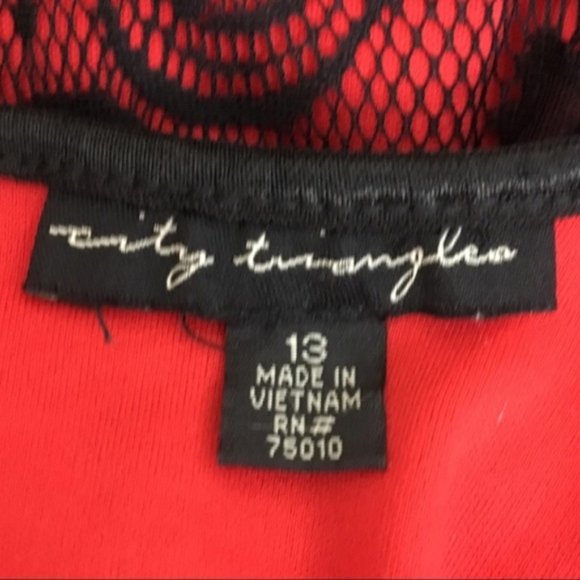 city triangles
13
MADE IN
VIETNAM
RN#
75010